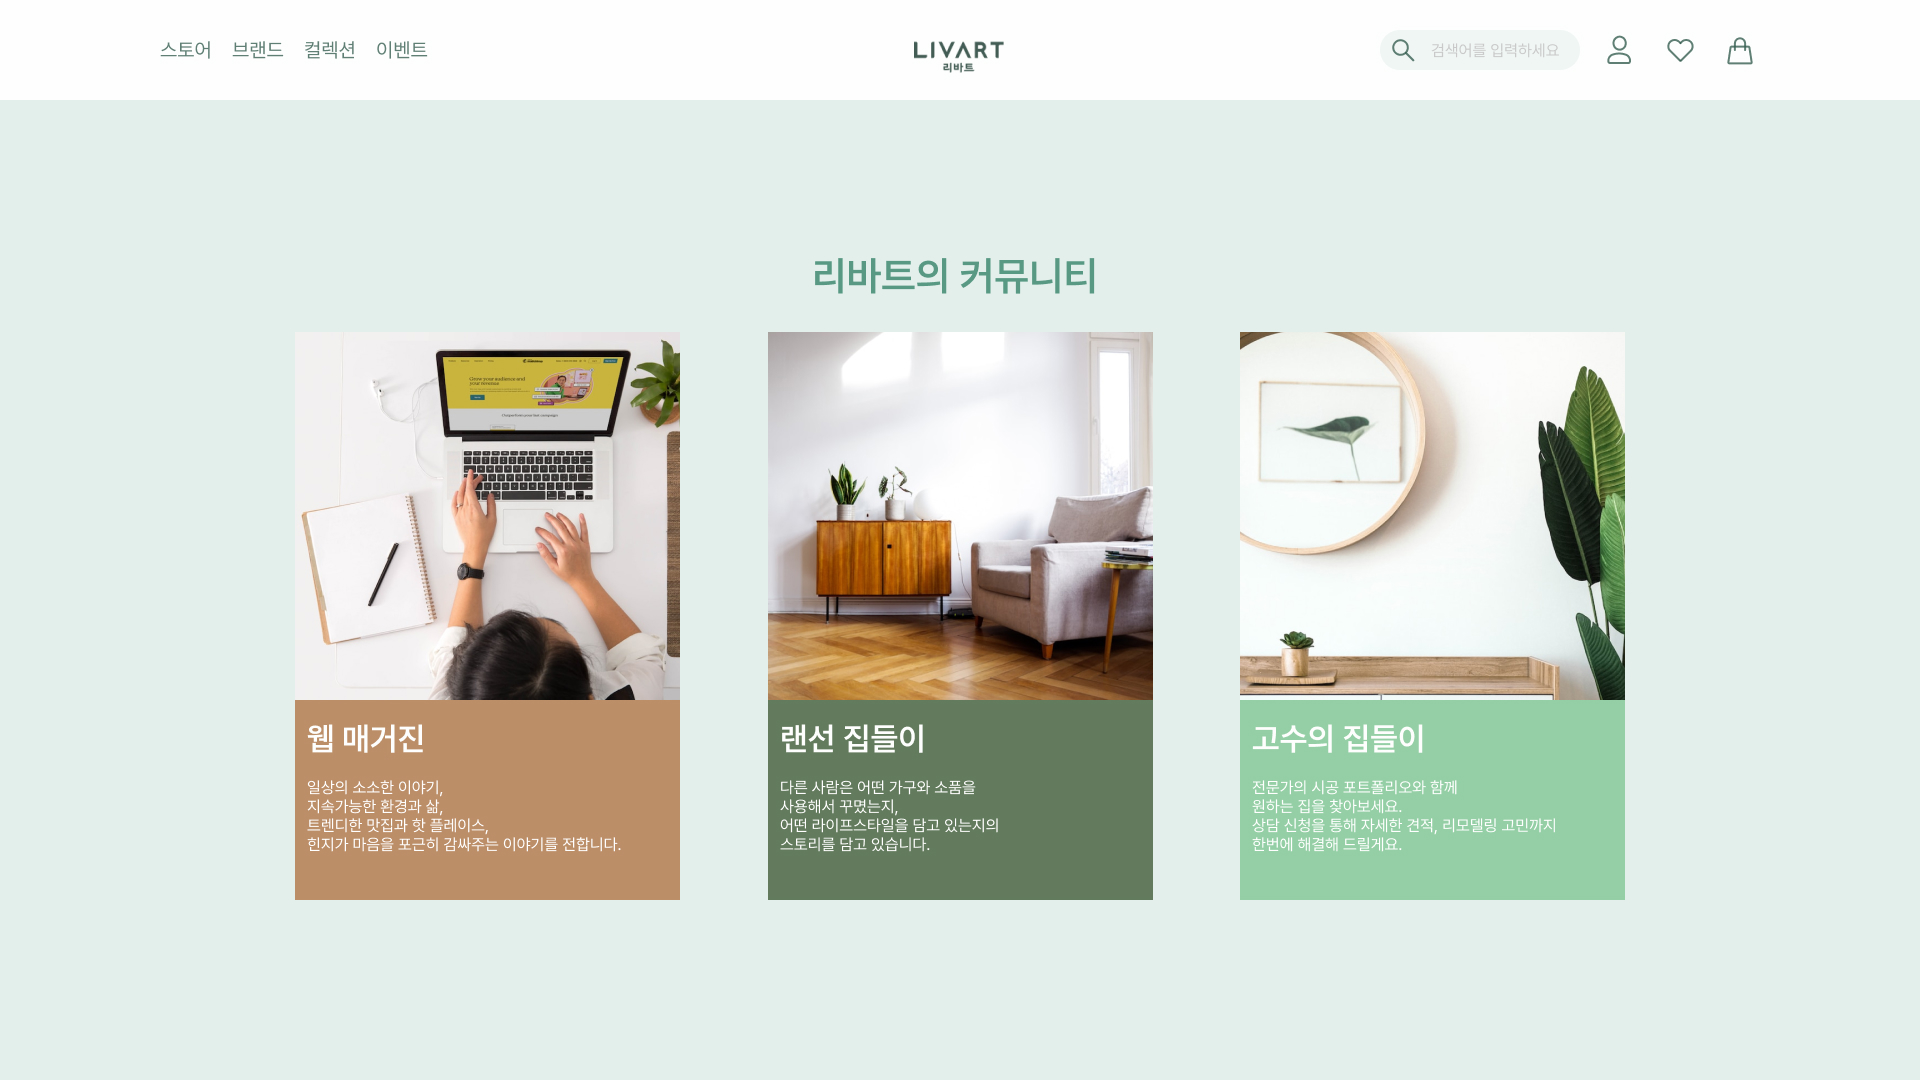 스토어 브랜드 컬렉션 이벤트
LIVART
리바트
검색어를 입력하세요
리바트의 커뮤니티
Grow your audience and
your revenue
웹 매거진
일상의 소소한 이야기,
지속가능한 환경과 삶,
트렌디한 맛집과 핫 플레이스,
힌지가 마음을 포근히 감싸주는 이야기를 전합니다.
랜선 집들이
다른 사람은 어떤 가구와 소품을
사용해서 꾸몄는지,
어떤 라이프스타일을 담고 있는지의
스토리를 담고 있습니다.
고수의 집들이
전문가의 시공 포트폴리오와 함께
원하는 집을 찾아보세요.
상담 신청을 통해 자세한 견적, 리모델링 고민까지
한번에 해결해 드릴게요.